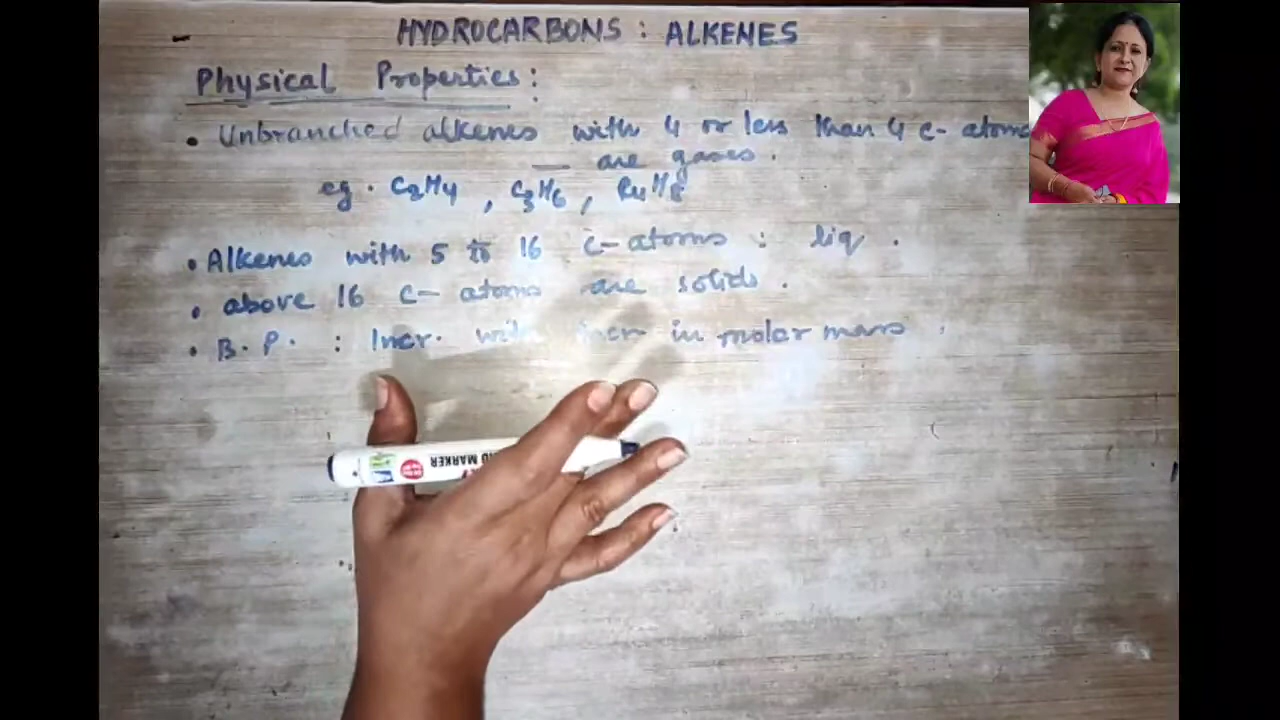 HYDROCARBONS : ALKENES
Physical Properties :
• Unbranched alkenes with 4 or less than 4 c- atoms
— are gases.
eg. C2H4, C3H6, C4H8
• Alkenes with 5 to 16 c- atoms : liq.
• above 16 c- atoms are solids.
• B.P. : Incr. with incr in molar mass.
MARKER